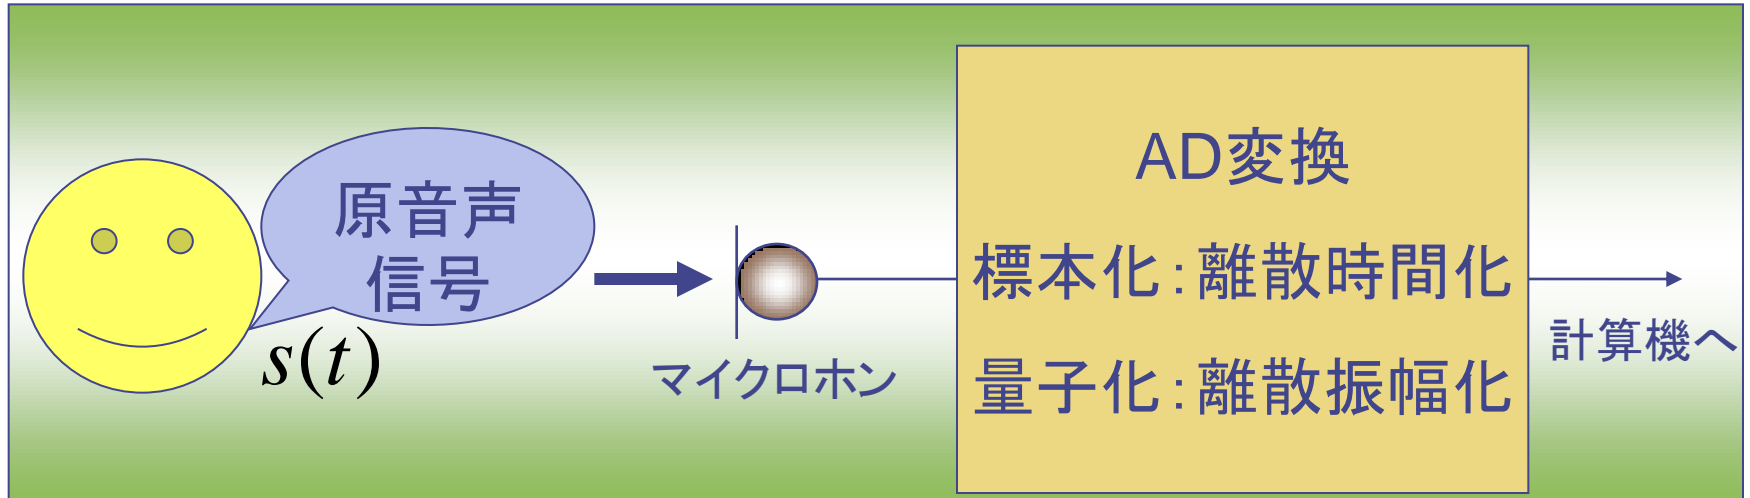 原音声
信号
s(t)
マイクロホン
AD変換
標本化：離散時間化
量子化：離散振幅化
計算機へ